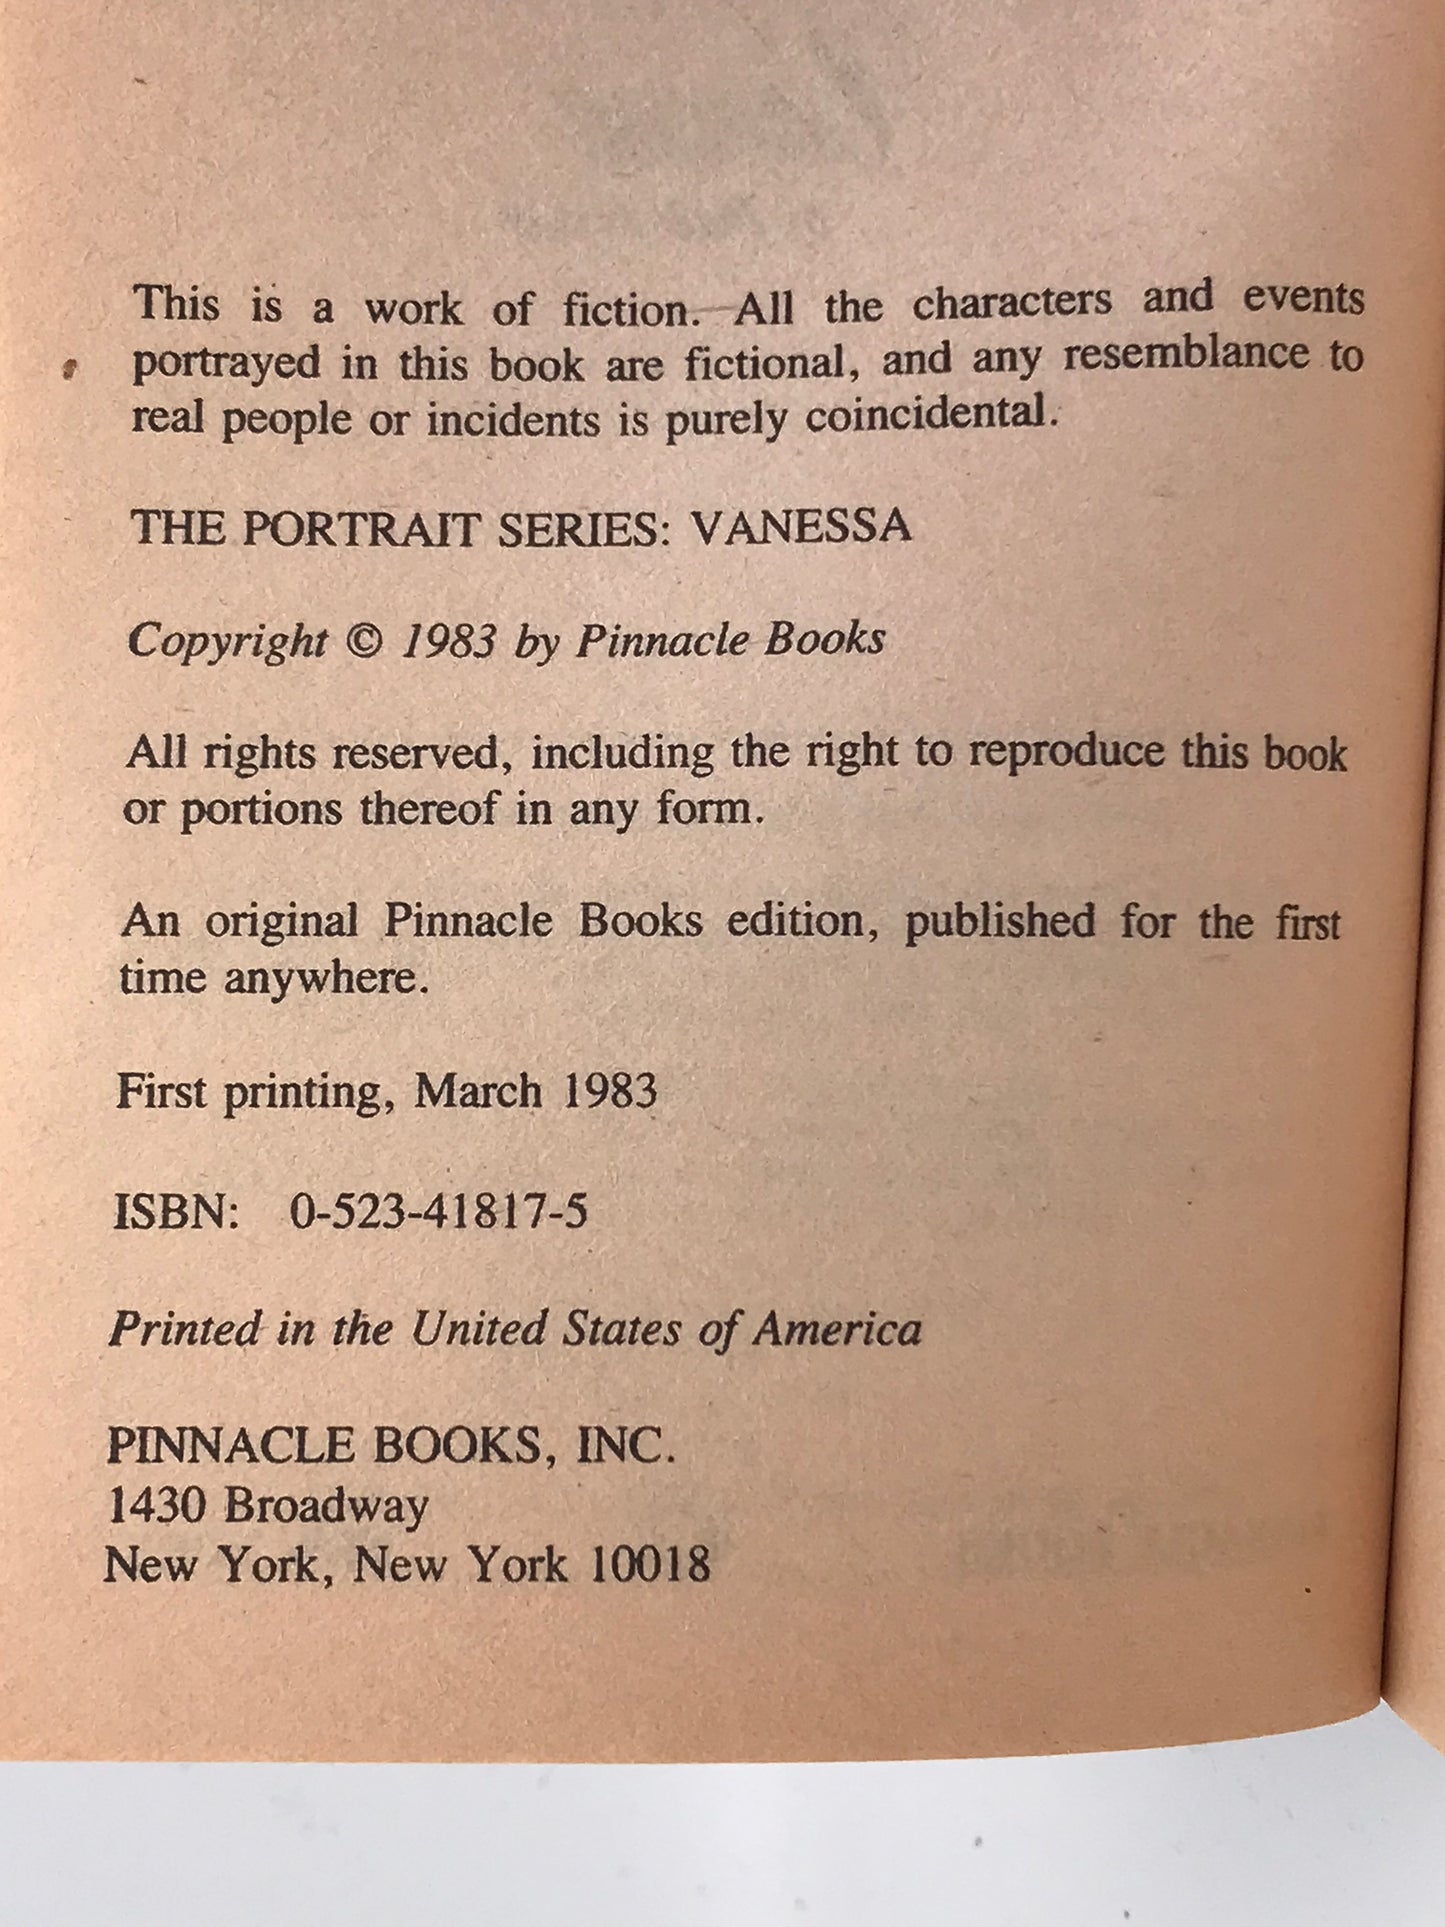 This is a work of fiction. All the characters and events
portrayed in this book are fictional, and any resemblance to
real people or incidents is purely coincidental.
THE PORTRAIT SERIES: VANESSA
Copyright © 1983 by Pinnacle Books
All rights reserved, including the right to reproduce this book
or portions thereof in any form.
An original Pinnacle Books edition, published for the first
time anywhere.
First printing, March 1983
ISBN: 0-523-41817-5
Printed in the United States of America
PINNACLE BOOKS, INC.
1430 Broadway
New York, New York 10018